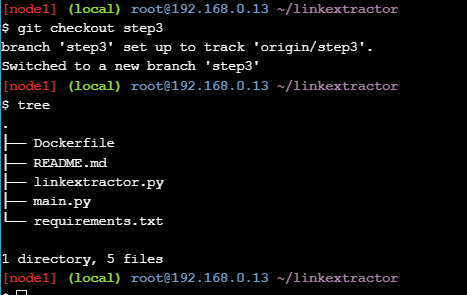 [node1] (local) root@192.168.0.13 ~/linkextractor
$ git checkout step3
branch 'step3' set up to track 'origin/step3'.
Switched to a new branch 'step3'
[node1] (local) root@192.168.0.13 ~/linkextractor
$ tree
.
├── Dockerfile
├── README.md
├── linkextractor.py
├── main.py
└── requirements.txt

1 directory, 5 files
[node1] (local) root@192.168.0.13 ~/linkextractor
$